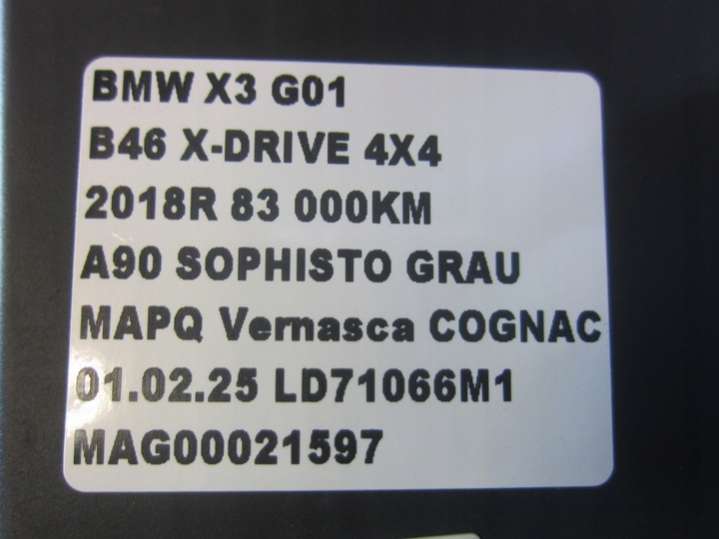 BMW X3 G01
B46 X-DRIVE 4X4
2018R 83 000KM
A90 SOPHISTO GRAU
MAPQ Vernasca COGNAC
01.02.25 LD71066M1
MAG00021597